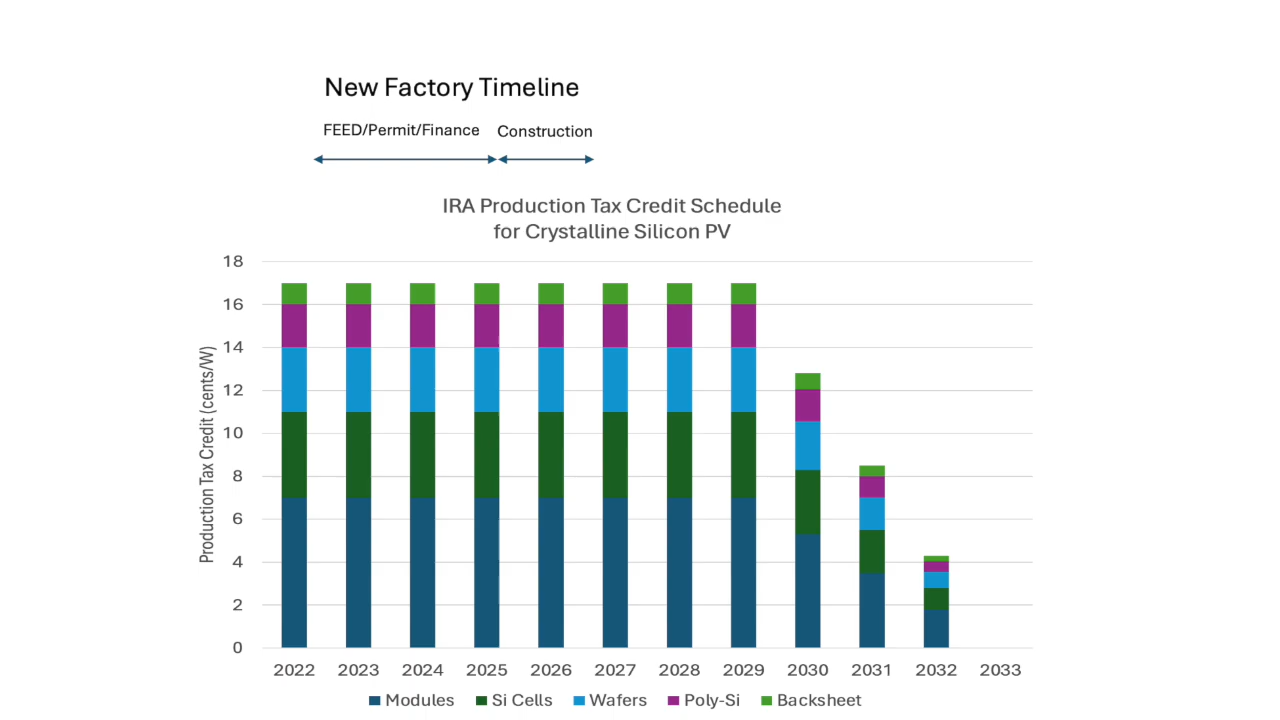 New Factory Timeline
FEED/Permit/Finance
Construction
IRA Production Tax Credit Schedule
for Crystalline Silicon PV
Production Tax Credit (cents/W)
18
16
14
12
10
8
6
4
2
0
2022 2023 2024 2025 2026 2027 2028 2029 2030 2031 2032 2033
Modules Si Cells Wafers Poly-Si Backsheet